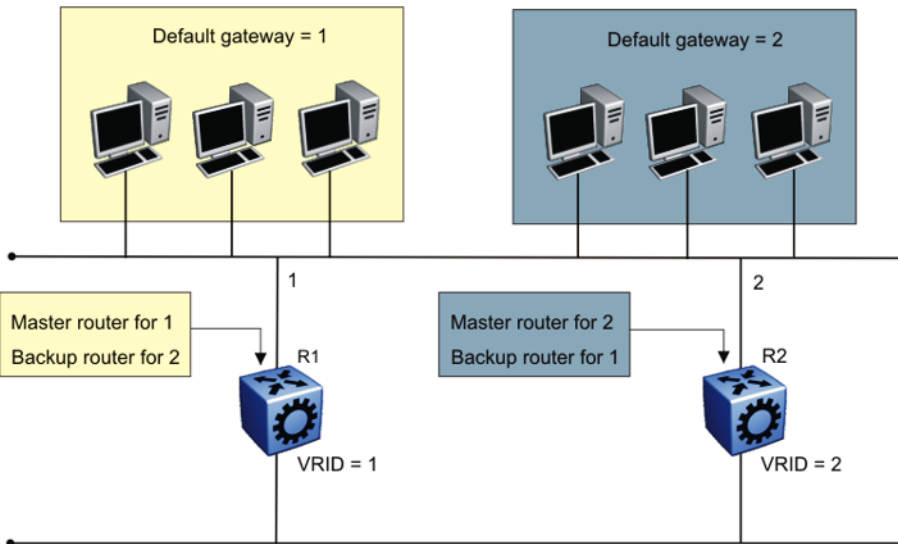 Default gateway = 1
Default gateway = 2
1
2
Master router for 1
Backup router for 2
Master router for 2
Backup router for 1
R1
R2
VRID = 1
VRID = 2